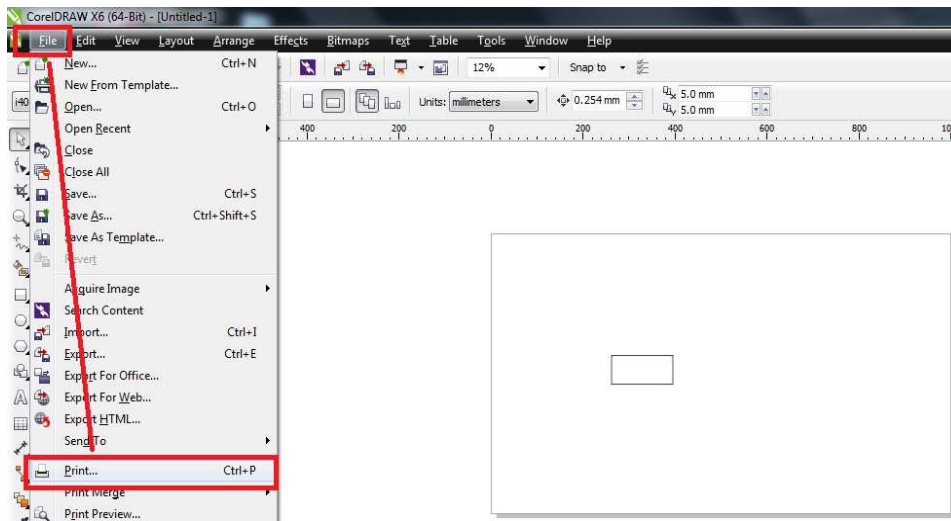 CorelDRAW X6 (64-Bit) - [Untitled-1]
File Edit View Layout Arrange Effects Bitmaps Text Table Tools Window Help
New... Ctrl+N
12% Snap to
New From Template...
Open... Ctrl+O
Units: millimeters 0.254 mm 5.0 mm
5.0 mm
Open Recent
400 200 0 200 400 600 800
Close
Close All
Save... Ctrl+S
Save As... Ctrl+Shift+S
Save As Template...
Revert
Acquire Image
Search Content
Import... Ctrl+I
Export... Ctrl+E
Export For Office...
Export For Web...
Export HTML...
Send To
Print... Ctrl+P
Print Merge
Print Preview...